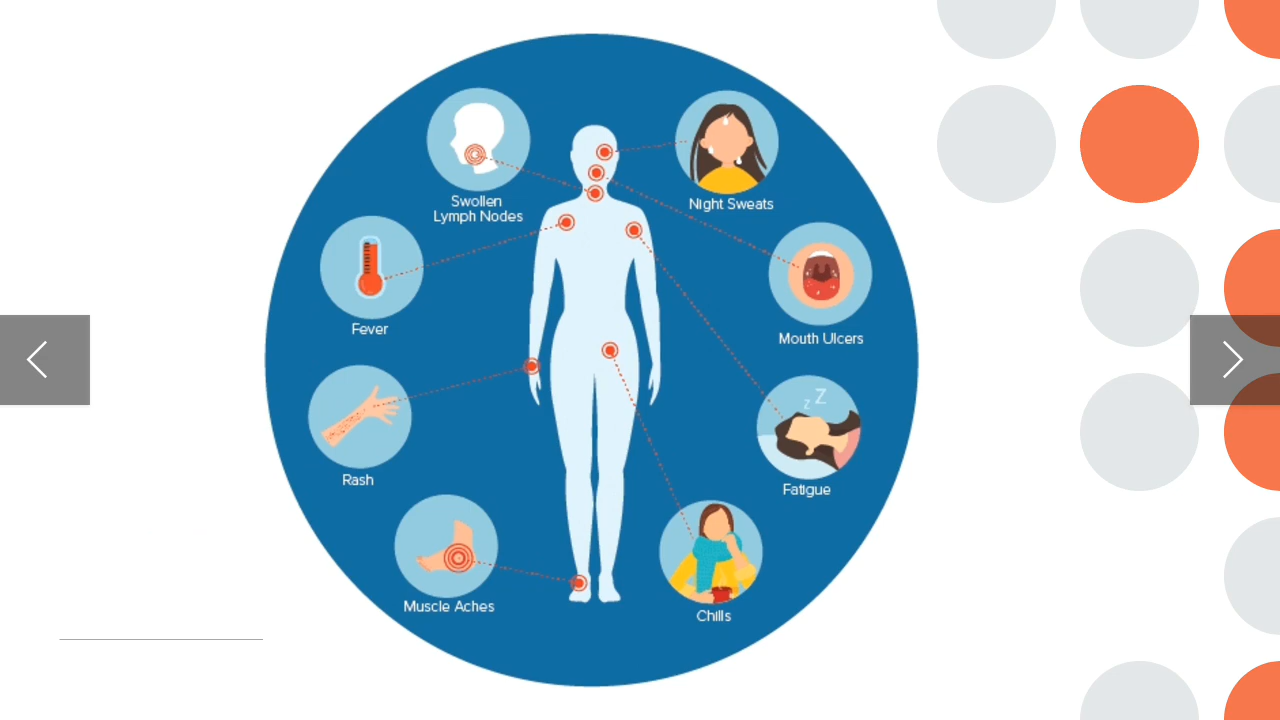 Swollen
Lymph Nodes
Night Sweats
Fever
Mouth Ulcers
Rash
z Z
Fatigue
Muscle Aches
Chills